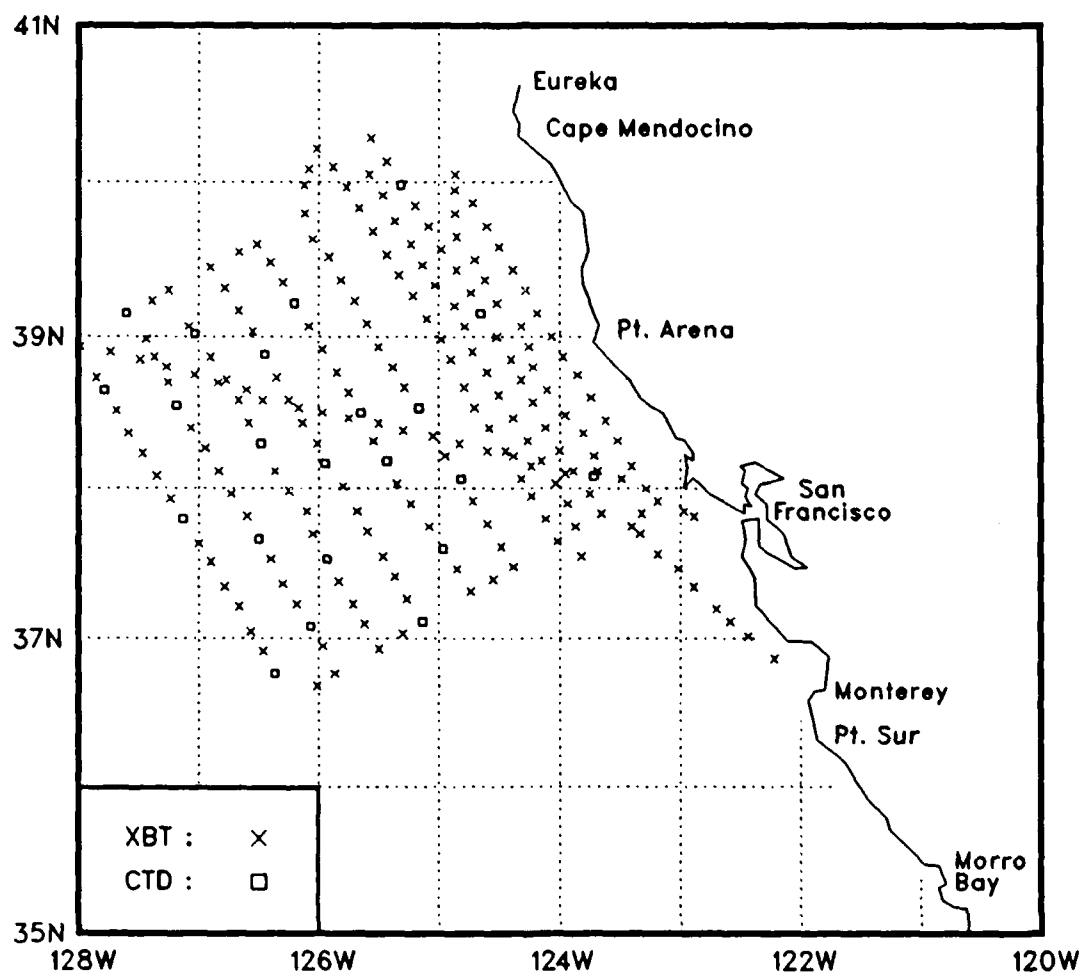 41N
Eureka
Cape Mendocino
39N
Pt. Arena
San
Francisco
37N
Monterey
Pt. Sur
XBT :
CTD :
Morro
Bay
35N
128W
126W
124W
122W
120W